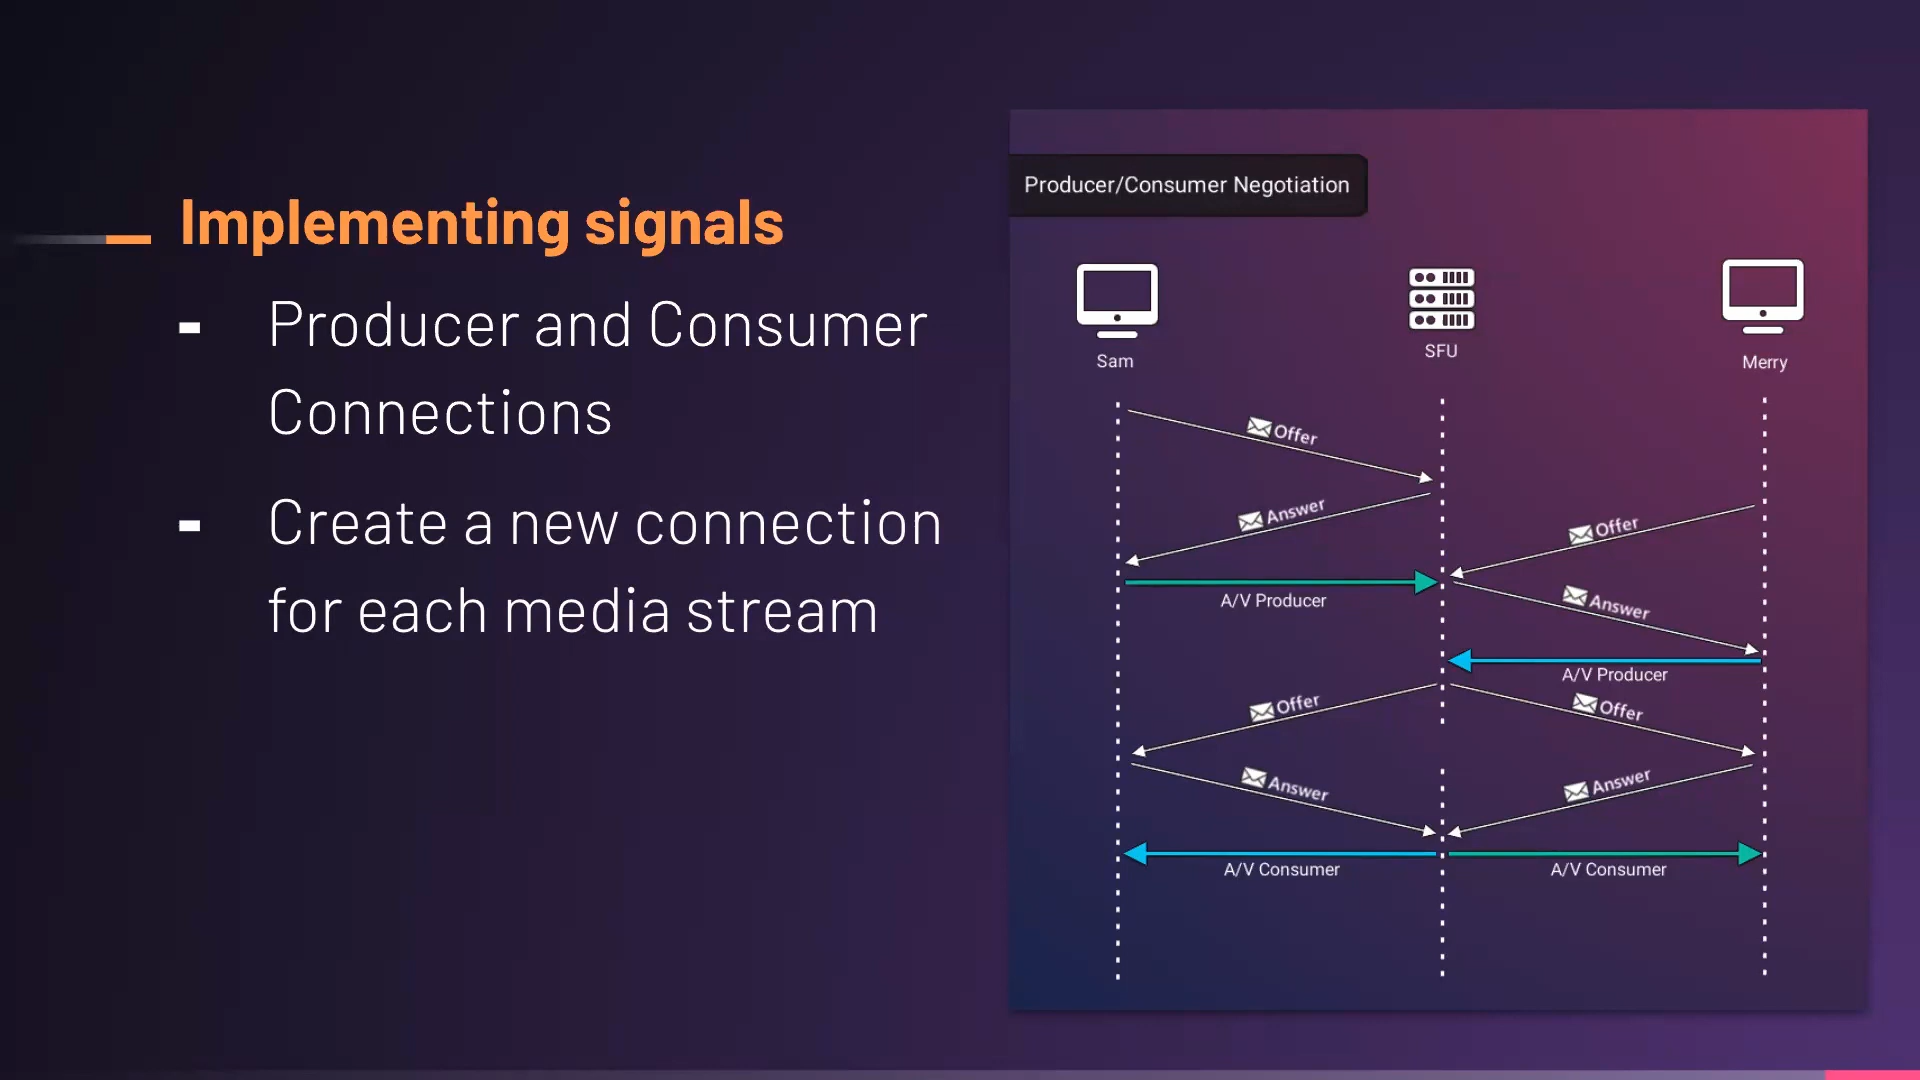 Implementing signals
- Producer and Consumer
Connections
- Create a new connection
for each media stream
Producer/Consumer Negotiation
Sam
SFU
Merry
Offer
Answer
Offer
A/V Producer
Answer
A/V Producer
Offer
Offer
Answer
Answer
A/V Consumer
A/V Consumer